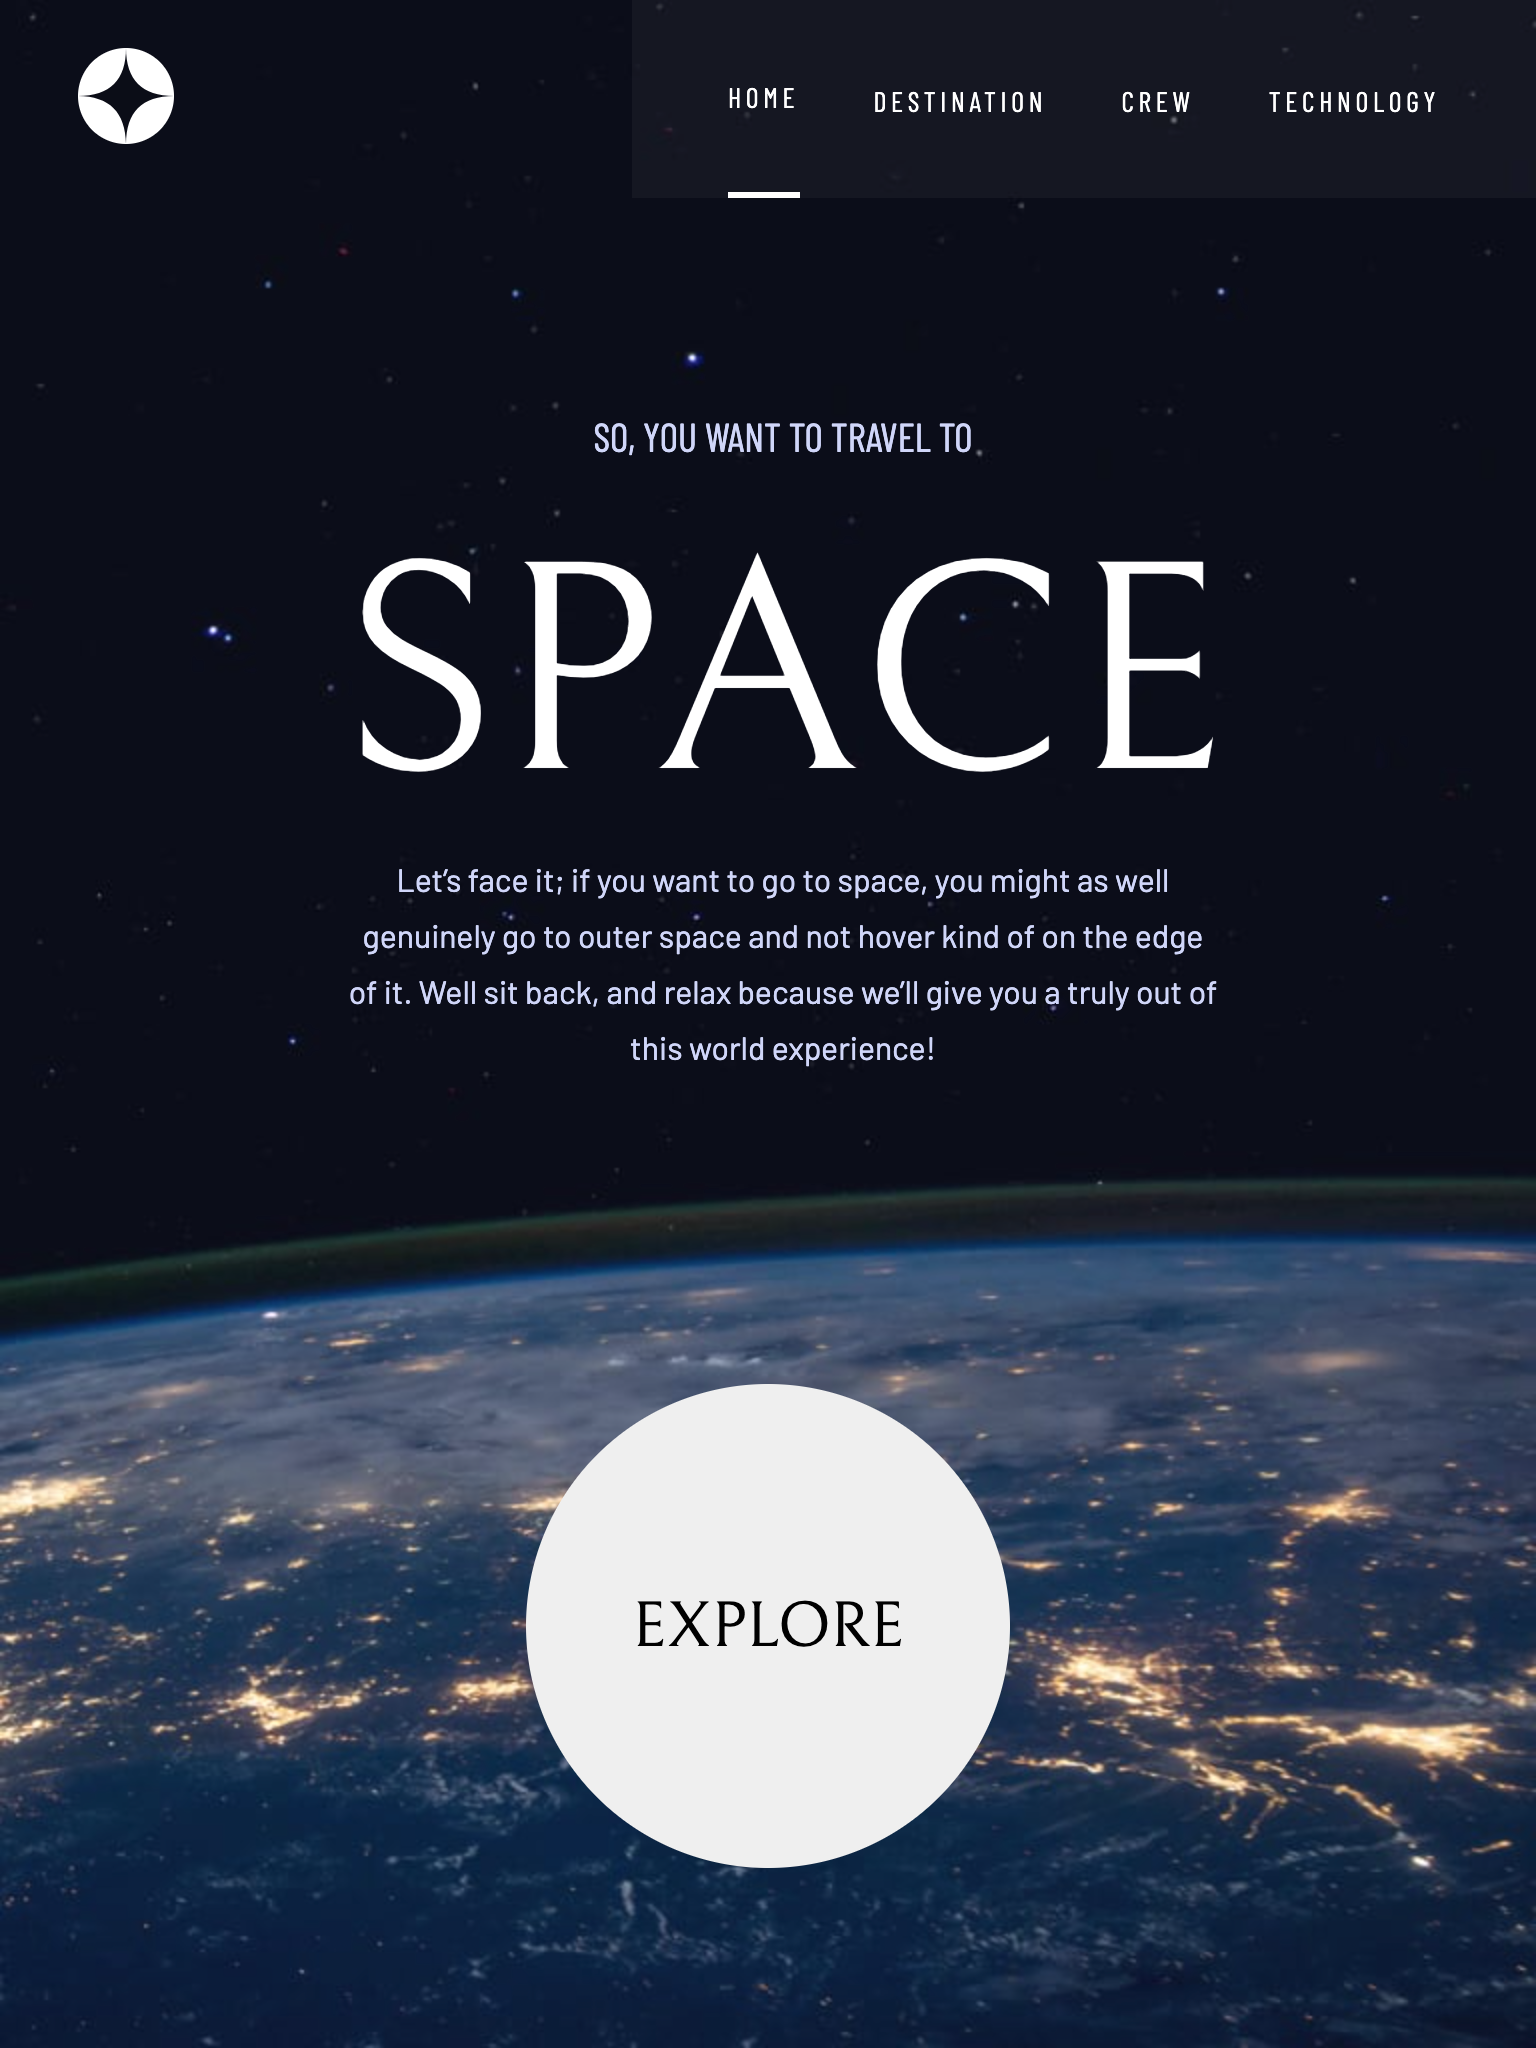 HOME DESTINATION CREW TECHNOLOGY
SO, YOU WANT TO TRAVEL TO
SPACE
Let’s face it; if you want to go to space, you might as well
genuinely go to outer space and not hover kind of on the edge
of it. Well sit back, and relax because we’ll give you a truly out of
this world experience!
EXPLORE